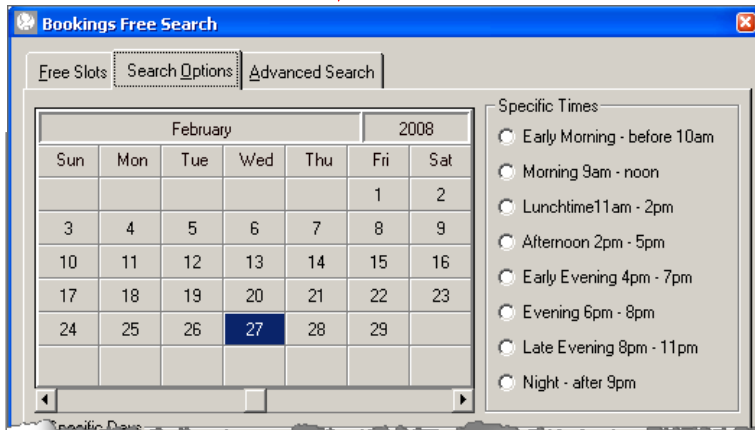 Bookings Free Search
Free Slots Search Options Advanced Search
February 2008
Sun Mon Tue Wed Thu Fri Sat
1 2
3 4 5 6 7 8 9
10 11 12 13 14 15 16
17 18 19 20 21 22 23
24 25 26 27 28 29
Specific Times
Early Morning - before 10am
Morning 9am - noon
Lunchtime11am - 2pm
Afternoon 2pm - 5pm
Early Evening 4pm - 7pm
Evening 6pm - 8pm
Late Evening 8pm - 11pm
Night - after 9pm
Specific Days